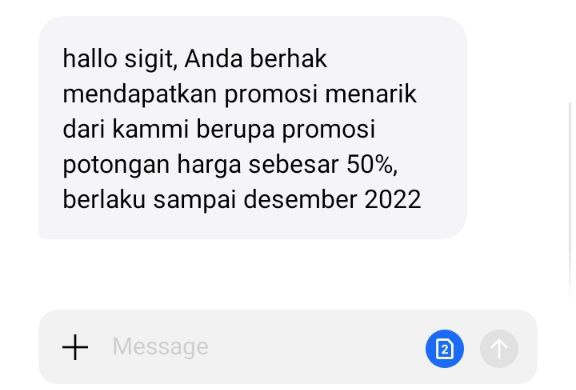 hallo sigit, Anda berhak
mendapatkan promosi menarik
dari kammi berupa promosi
potongan harga sebesar 50%,
berlaku sampai desember 2022
Message
2